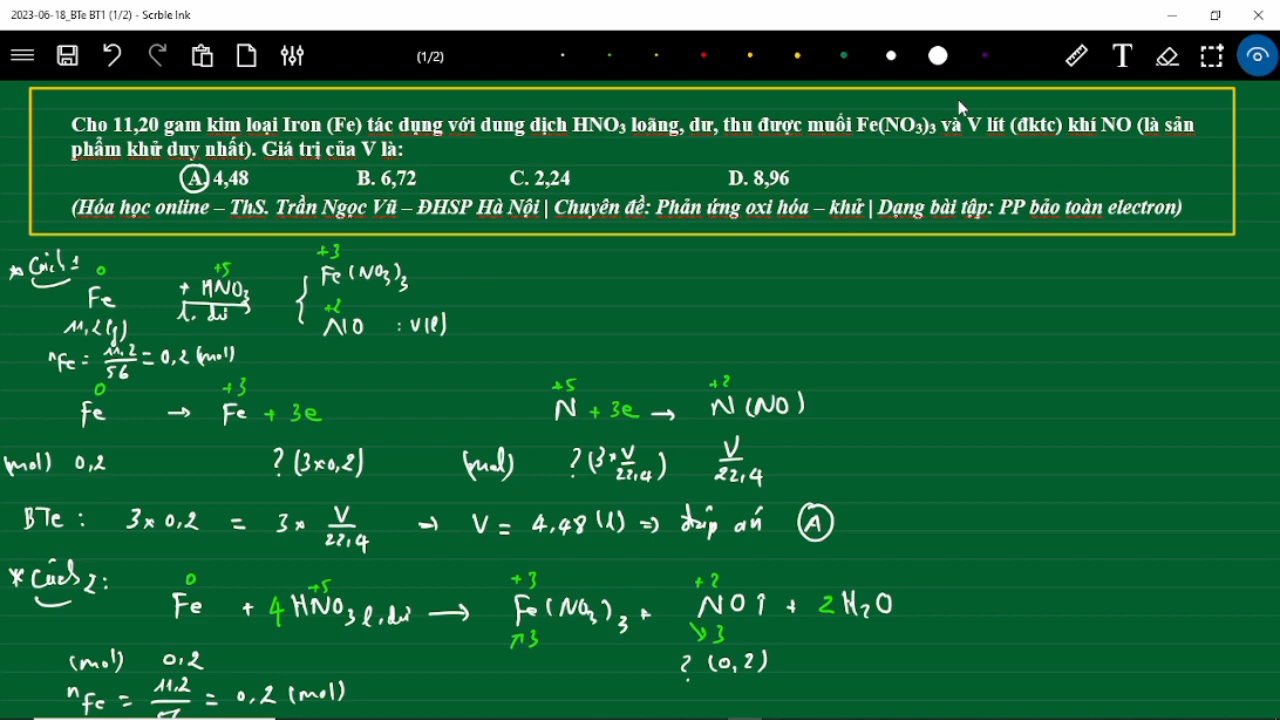 2023-06-18_BTe BT1 (1/2) - Scrble Ink
(1/2)
T
Cho 11,20 gam kim loại Iron (Fe) tác dụng với dung dịch HNO₃ loãng, dư, thu được muối Fe(NO₃)₃ và V lít (đktc) khí NO (là sản
phẩm khử duy nhất). Giá trị của V là:
A. 4,48 B. 6,72 C. 2,24 D. 8,96
(Hóa học online – ThS. Trần Ngọc Vũ – ĐHSP Hà Nội | Chuyên đề: Phản ứng oxi hóa – khử | Dạng bài tập: PP bảo toàn electron)
* Cách 1
0 +5 +3
Fe + HNO₃ l. dư { Fe(NO₃)₃
+2
11,2(g) NO : V(l)
nFe = 11,2/56 = 0,2 (mol)
0 +3 +5 +2
Fe → Fe + 3e N + 3e → N (NO)
(mol) 0,2 ? (3×0,2) (mol) ? (3×V/22,4) V/22,4
BTe : 3×0,2 = 3× V/22,4 → V = 4,48 (l) => đáp án A
* Cách 2:
0 +5 +3 +2
Fe + 4HNO₃ l, dư → Fe(NO₃)₃ + NO↑ + 2H₂O
↗3 ↘3
(mol) 0,2 ? (0,2)
nFe = 11,2/56 = 0,2 (mol)